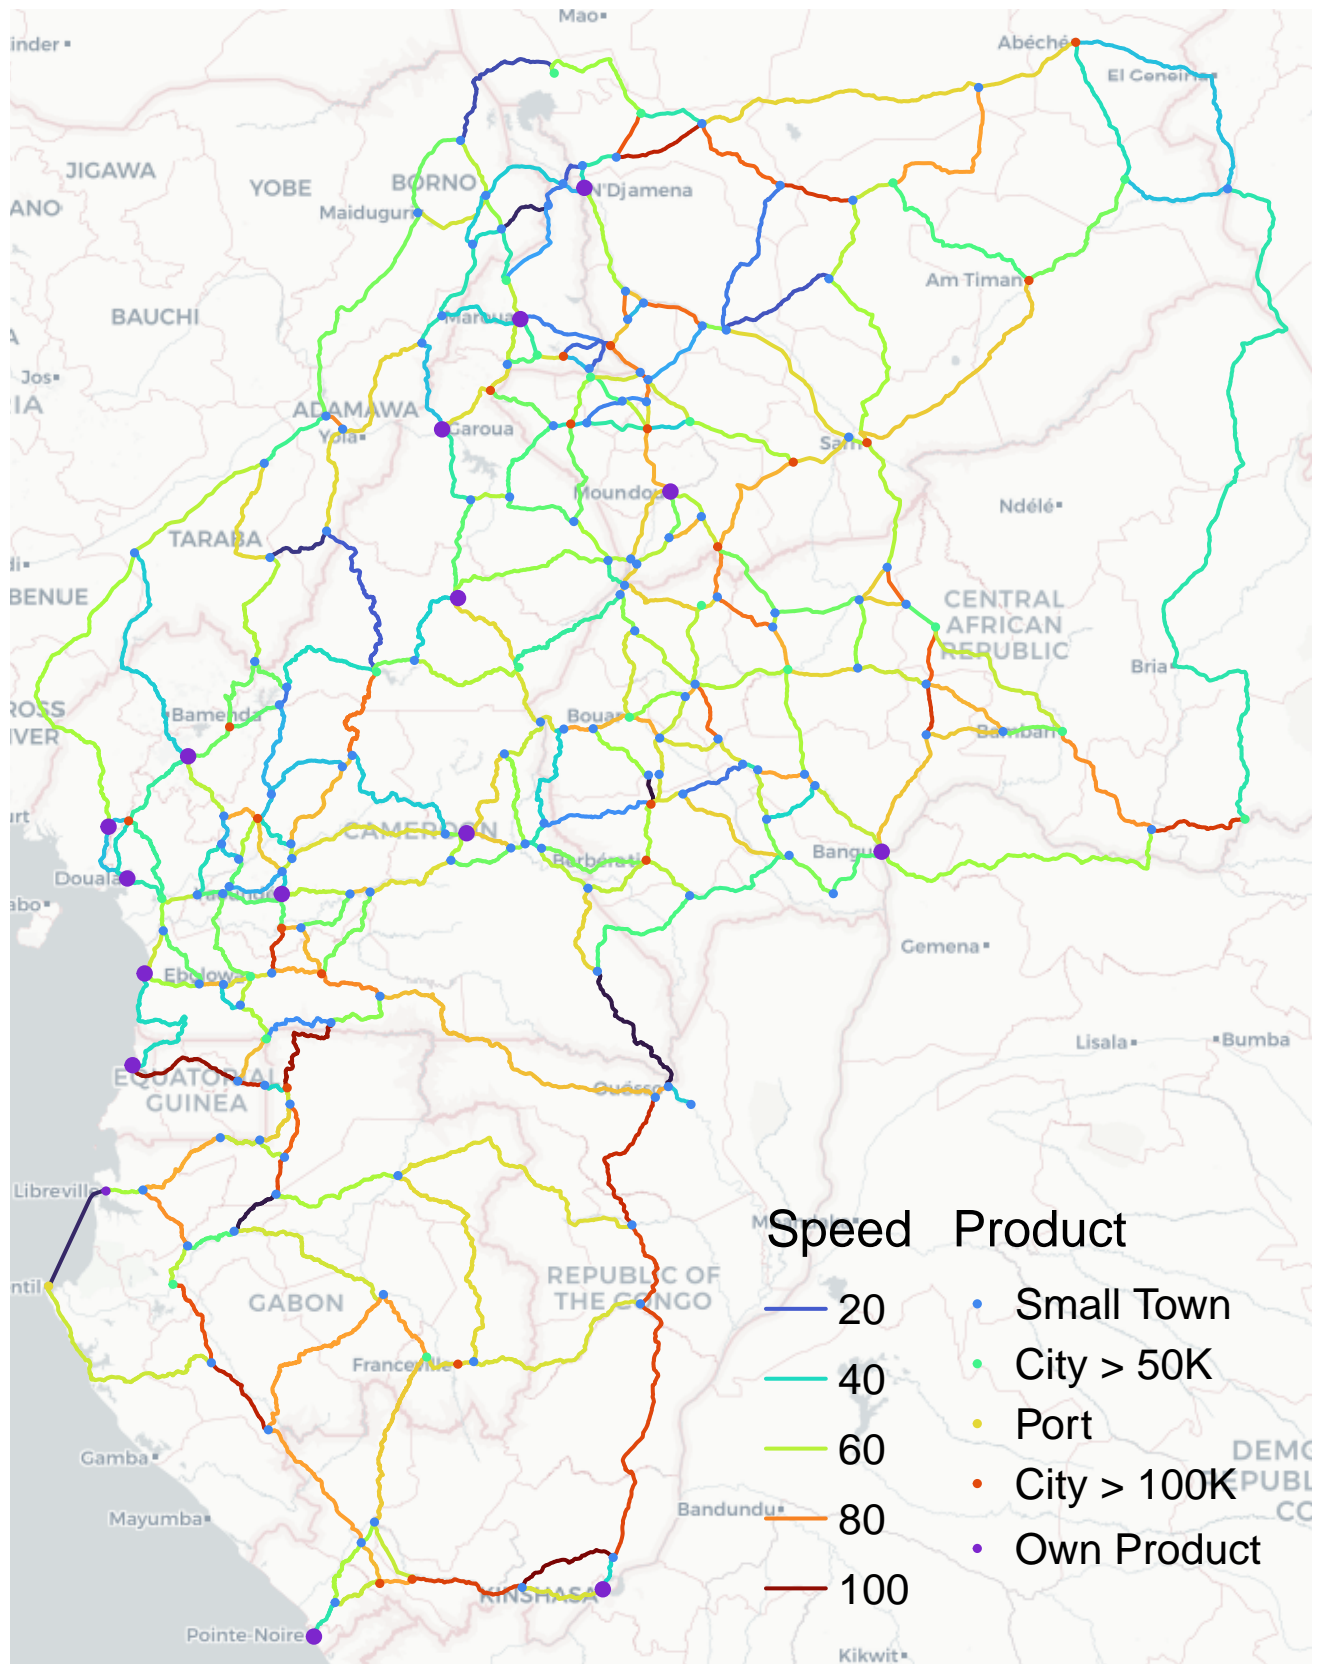 Mao
Abéché
El Geneina
JIGAWA
YOBE
BORNO
N'Djamena
Maiduguri
Am Timan
BAUCHI
Maroua
Jos
ADAMAWA
Yola
Garoua
Sarh
Moundou
Ndélé
TARABA
BENUE
CENTRAL
AFRICAN
REPUBLIC
Bria
Bamenda
Bouar
Bambari
CAMEROON
Berbérati
Bangui
Douala
Yaoundé
Gemena
Ebolowa
Lisala
Bumba
EQUATORIAL
GUINEA
Ouésso
Libreville
Mbandaka
Speed Product
REPUBLIC OF
THE CONGO
GABON
20 Small Town
Franceville
40 City > 50K
60 Port
Gamba
80 City > 100K
Mayumba
Bandundu
100 Own Product
KINSHASA
Pointe-Noire
Kikwit